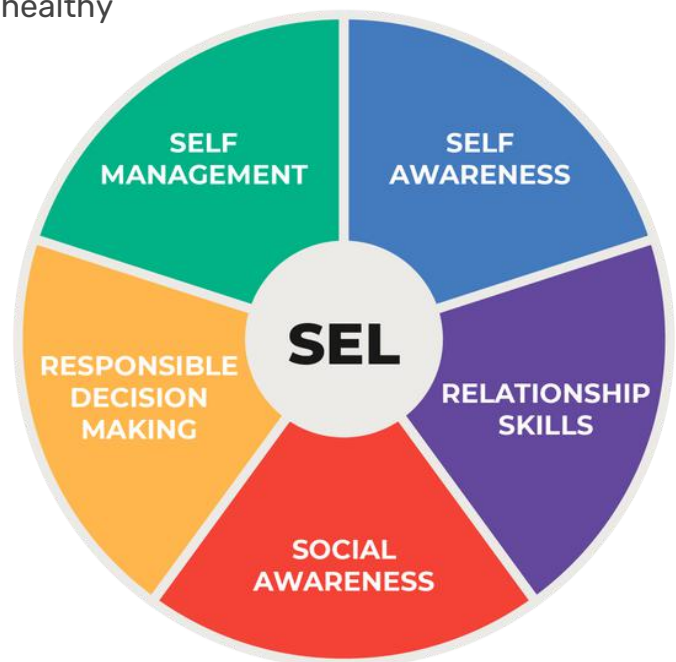 healthy
SELF
MANAGEMENT
SELF
AWARENESS
SEL
RESPONSIBLE
DECISION
MAKING
RELATIONSHIP
SKILLS
SOCIAL
AWARENESS